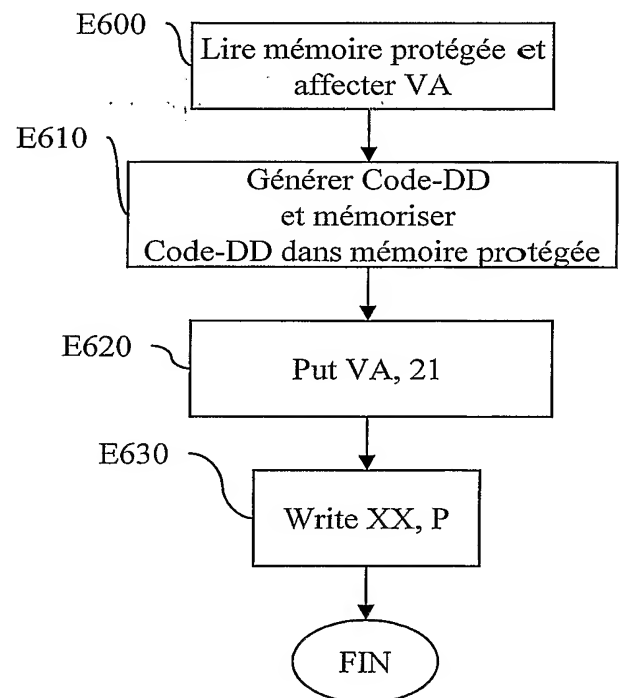 E600
Lire mémoire protégée et
affecter VA
E610
Générer Code-DD
et mémoriser
Code-DD dans mémoire protégée
E620
Put VA, 21
E630
Write XX, P
FIN